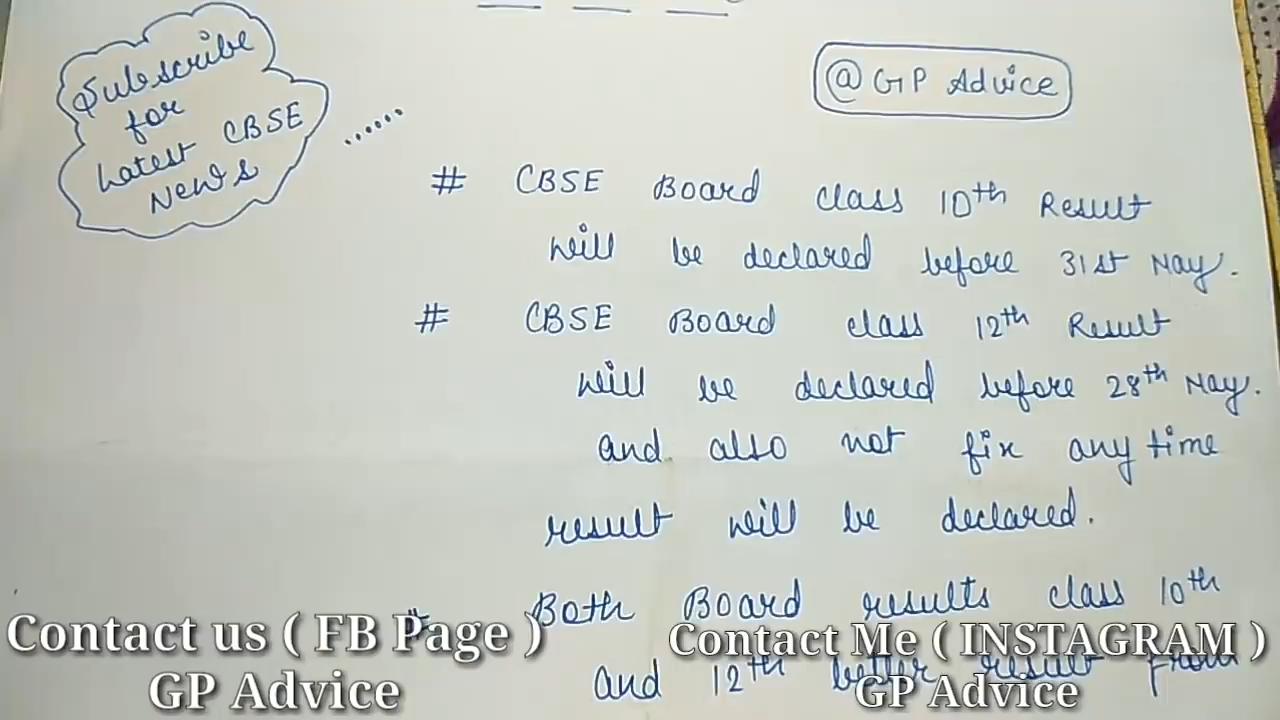 Subscribe
for
Latest CBSE
News
......
@ GP Advice
# CBSE Board class 10th Result
will be declared before 31st May.
# CBSE Board class 12th Result
will be declared before 28th May.
and also not fix any time
result will be declared.
# Both Board results class 10th
and 12th better result from
Contact us ( FB Page )
GP Advice
Contact Me ( INSTAGRAM )
GP Advice